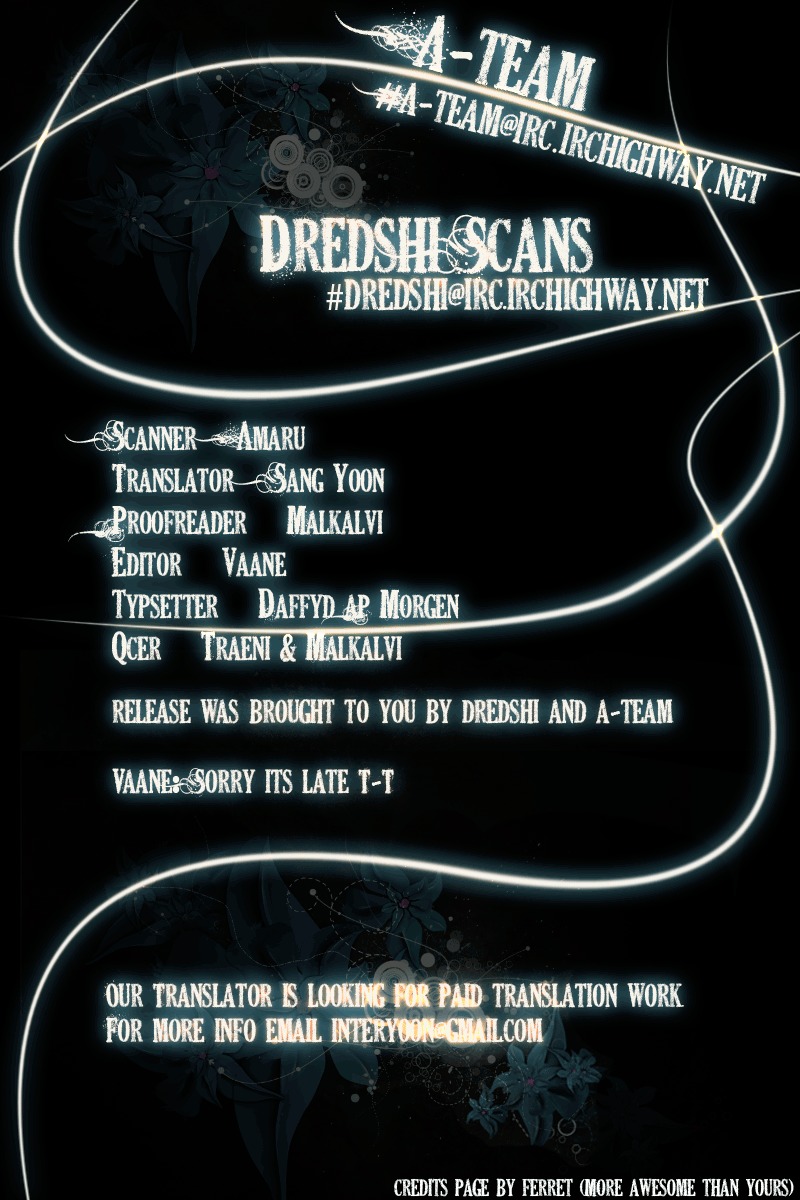 A-TEAM
#A-TEAM@IRC.IRCHIGHWAY.NET
DREDSHI SCANS
#DREDSHI@IRC.IRCHIGHWAY.NET
SCANNER AMARU
TRANSLATOR SANG YOON
PROOFREADER MALKALVI
EDITOR VAANE
TYPSETTER DAFFYD AP MORGEN
QCER TRAENI & MALKALVI
RELEASE WAS BROUGHT TO YOU BY DREDSHI AND A-TEAM
VAANE: SORRY ITS LATE T-T
OUR TRANSLATOR IS LOOKING FOR PAID TRANSLATION WORK
FOR MORE INFO EMAIL INTERYOON@GMAIL.COM
CREDITS PAGE BY FERRET (MORE AWESOME THAN YOURS)